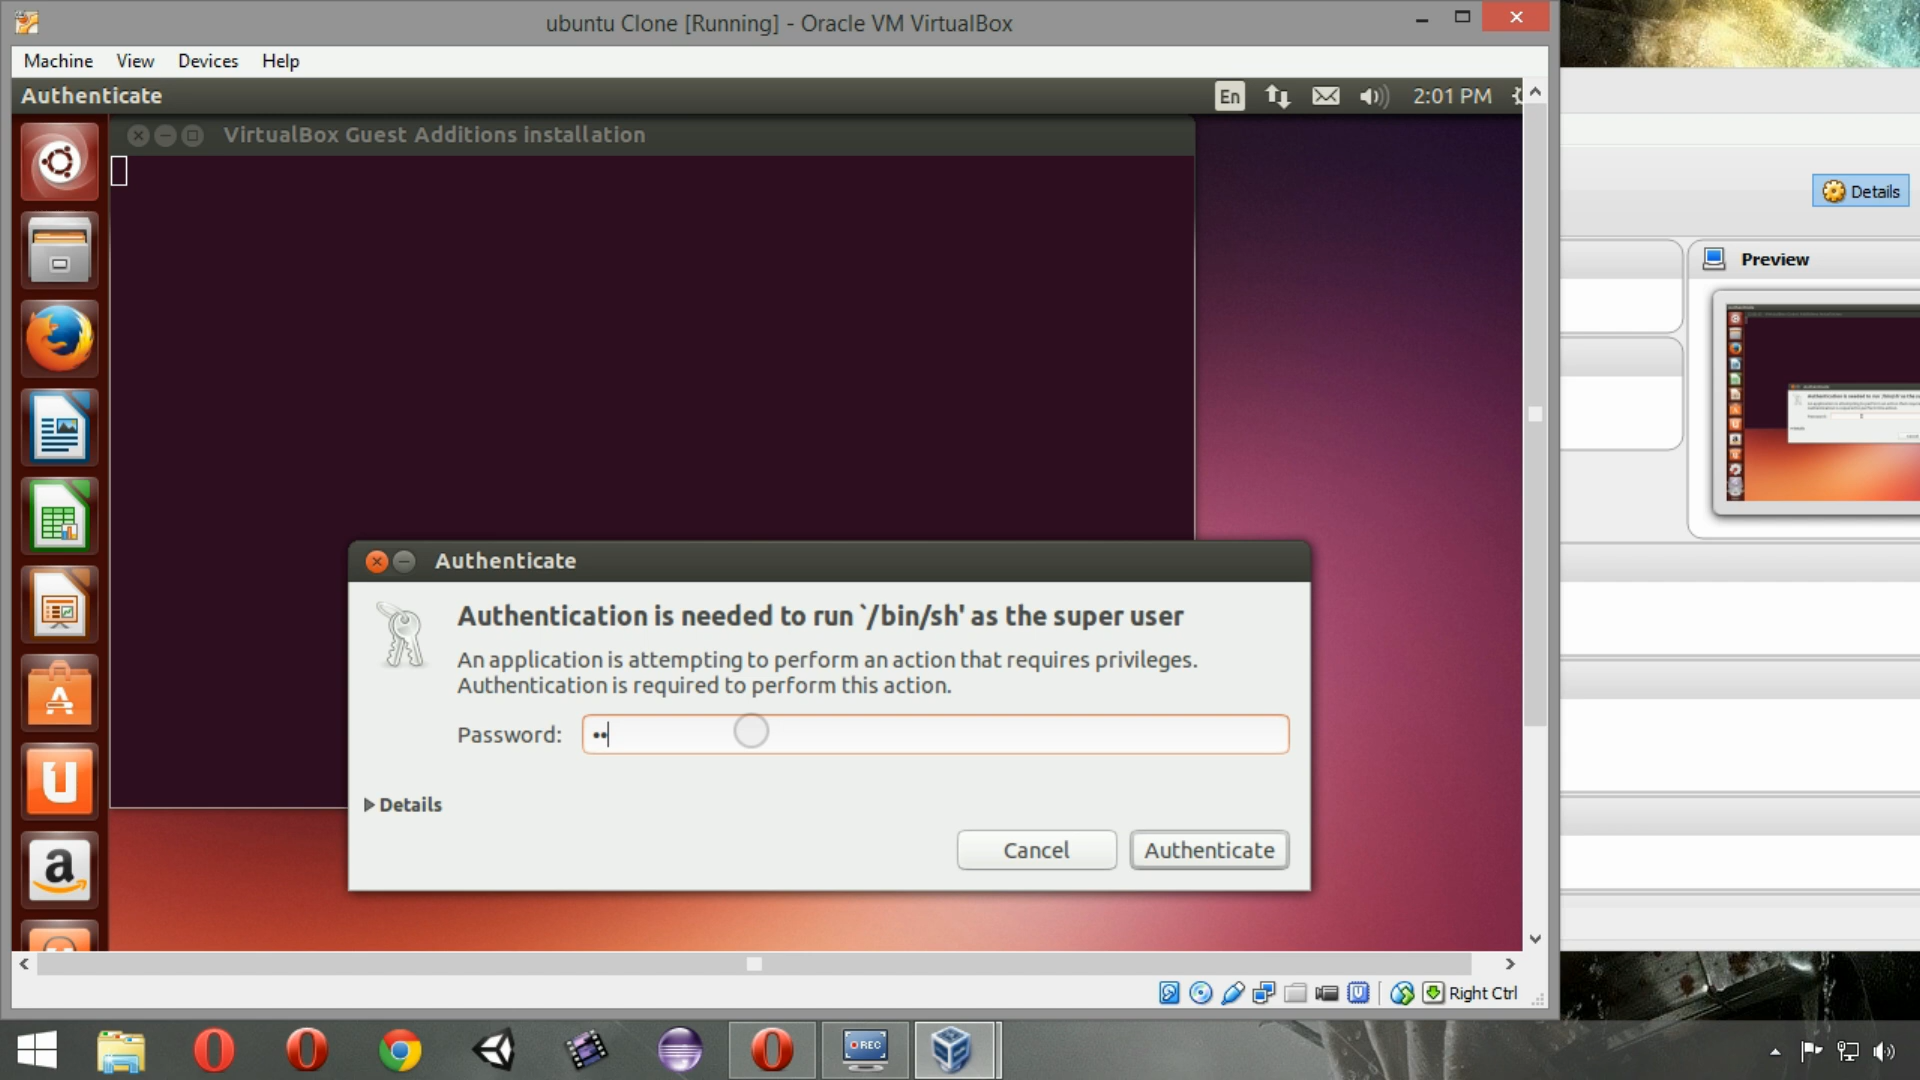 ubuntu Clone [Running] - Oracle VM VirtualBox
Machine View Devices Help
Authenticate
En
2:01 PM
VirtualBox Guest Additions installation
Details
Preview
Authenticate
Authentication is needed to run `/bin/sh' as the super user
An application is attempting to perform an action that requires privileges.
Authentication is required to perform this action.
Password: ••
Details
Cancel
Authenticate
Right Ctrl
REC